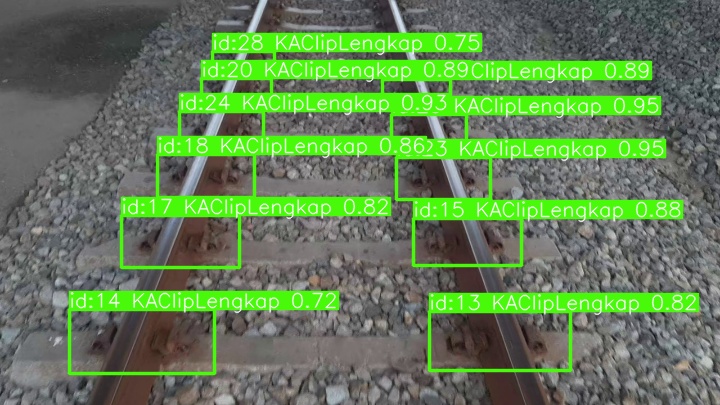 id:28 KAClipLengkap 0.75
id:20 KAClipLengkap 0.89
ClipLengkap 0.89
id:24 KAClipLengkap 0.93
KAClipLengkap 0.95
id:18 KAClipLengkap 0.86
23 KAClipLengkap 0.95
id:17 KAClipLengkap 0.82
id:15 KAClipLengkap 0.88
id:14 KAClipLengkap 0.72
id:13 KAClipLengkap 0.82